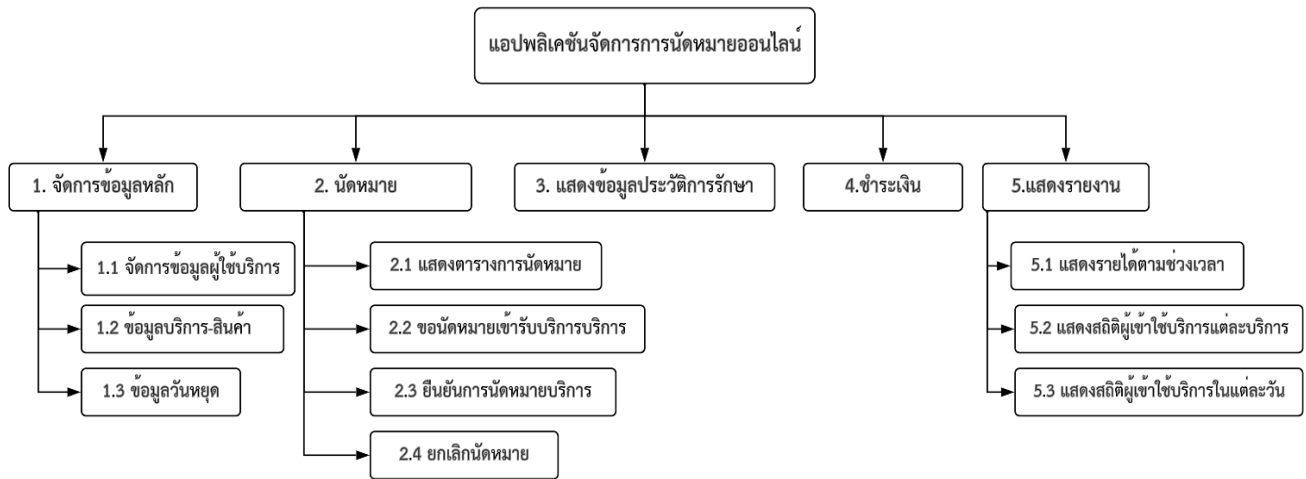 แอปพลิเคชันจัดการการนัดหมายออนไลน์
1. จัดการข้อมูลหลัก
2. นัดหมาย
3. แสดงข้อมูลประวัติการรักษา
4.ชำระเงิน
5.แสดงรายงาน
1.1 จัดการข้อมูลผู้ใช้บริการ
1.2 ข้อมูลบริการ-สินค้า
1.3 ข้อมูลวันหยุด
2.1 แสดงตารางการนัดหมาย
2.2 ขอนัดหมายเข้ารับบริการบริการ
2.3 ยืนยันการนัดหมายบริการ
2.4 ยกเลิกนัดหมาย
5.1 แสดงรายได้ตามช่วงเวลา
5.2 แสดงสถิติผู้เข้าใช้บริการแต่ละบริการ
5.3 แสดงสถิติผู้เข้าใช้บริการในแต่ละวัน